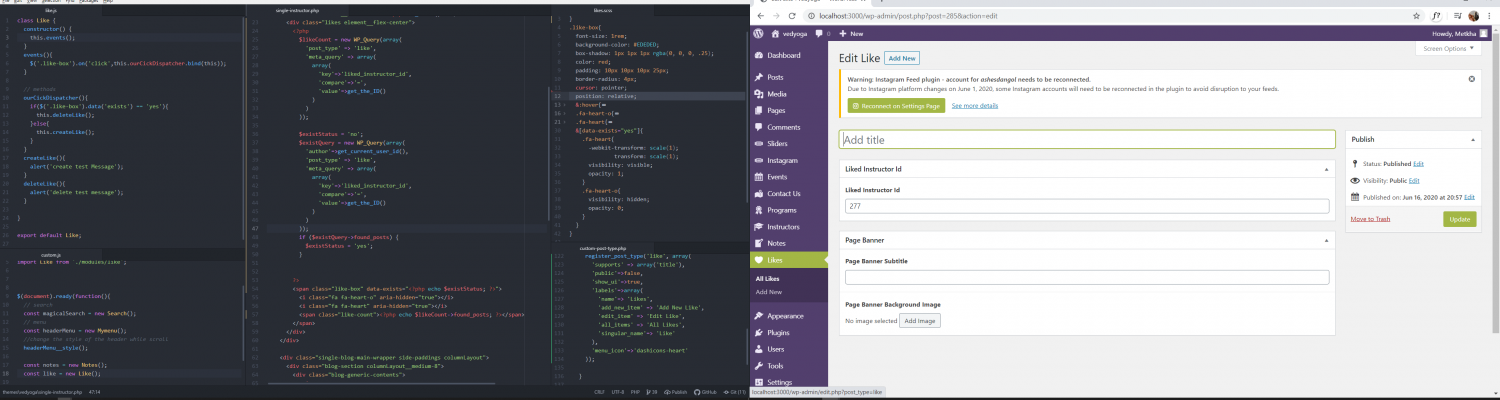 like.js
class Like {
constructor() {
this.events();
}
events(){
$('.like-box').on('click',this.ourClickDispatcher.bind(this));
}
// methods
ourClickDispatcher(){
if($('.like-box').data('exists') == 'yes'){
this.deleteLike();
}else{
this.createLike();
}
}
createLike(){
alert('create test Message');
}
deleteLike(){
alert('delete test message');
}
}
export default Like;
custom.js
import Like from './modules/like';
$(document).ready(function(){
// search
const magicalSearch = new Search();
// menu
const headerMenu = new Mymenu();
//change the style of the header while scroll
headerMenu__style();
const notes = new Notes();
const like = new Like();
themes\vedyoga\single-instructor.php 47:14
single-instructor.php
<div class="likes element__flex-center">
<?php
$likeCount = new WP_Query(array(
'post_type' => 'like',
'meta_query' => array(
array(
'key'=>'liked_instructor_id',
'compare'=>'=',
'value'=>get_the_ID()
)
)
));
$existStatus = 'no';
$existQuery = new WP_Query(array(
'author'=>get_current_user_id(),
'post_type' => 'like',
'meta_query' => array(
array(
'key'=>'liked_instructor_id',
'compare'=>'=',
'value'=>get_the_ID()
)
)
));
if ($existQuery->found_posts) {
$existStatus = 'yes';
}
?>
<span class="like-box" data-exists="<?php echo $existStatus; ?>">
<i class="fa fa-heart-o" aria-hidden="true"></i>
<i class="fa fa-heart" aria-hidden="true"></i>
<span class="like-count"><?php echo $likeCount->found_posts; ?></span>
</span>
</div>
</div>
<div class="single-blog-main-wrapper side-paddings columnLayout">
<div class="blog-section columnLayout__medium-8">
<div class="blog-generic-contents">
likes.scss
}
.like-box{
font-size: 1rem;
background-color: #EDEDED;
box-shadow: 1px 1px 1px rgba(0, 0, 0, .25);
color: red;
padding: 10px 10px 10px 25px;
border-radius: 4px;
cursor: pointer;
position: relative;
&:hover{
.fa-heart-o{
.fa-heart{
&[data-exists="yes"]{
.fa-heart{
-webkit-transform: scale(1);
transform: scale(1);
visibility: visible;
opacity: 1;
}
.fa-heart-o{
visibility: hidden;
opacity: 0;
}
}
}
custom-post-type.php
register_post_type('like', array(
'supports' => array('title'),
'public'=>false,
'show_ui'=>true,
'labels'=>array(
'name'=> 'Likes',
'add_new_item' => 'Add New Like',
'edit_item' => 'Edit Like',
'all_items' => 'All Likes',
'singular_name'=> 'Like'
),
'menu_icon'=>'dashicons-heart'
));
}
CRLF UTF-8 PHP 20 Publish GitHub Git (11)
localhost:3000/wp-admin/post.php?post=285&action=edit
vedyoga 0 New Howdy, Metkha
Screen Options
Dashboard
Posts
Media
Pages
Comments
Sliders
Instagram
Events
Contact Us
Programs
Instructors
Notes
Likes
All Likes
Add New
Appearance
Plugins
Users
Tools
Settings
Edit Like Add New
Warning: Instagram Feed plugin - account for ashesdangol needs to be reconnected.
Due to Instagram platform changes on June 1, 2020, some Instagram accounts will need to be reconnected in the plugin to avoid disruption to your feeds.
Reconnect on Settings Page See more details
Add title
Liked Instructor Id
Liked Instructor Id
277
Page Banner
Page Banner Subtitle
Page Banner Background Image
No image selected Add Image
Publish
Status: Published Edit
Visibility: Public Edit
Published on: Jun 16, 2020 at 20:57 Edit
Move to Trash Update
localhost:3000/wp-admin/edit.php?post_type=like